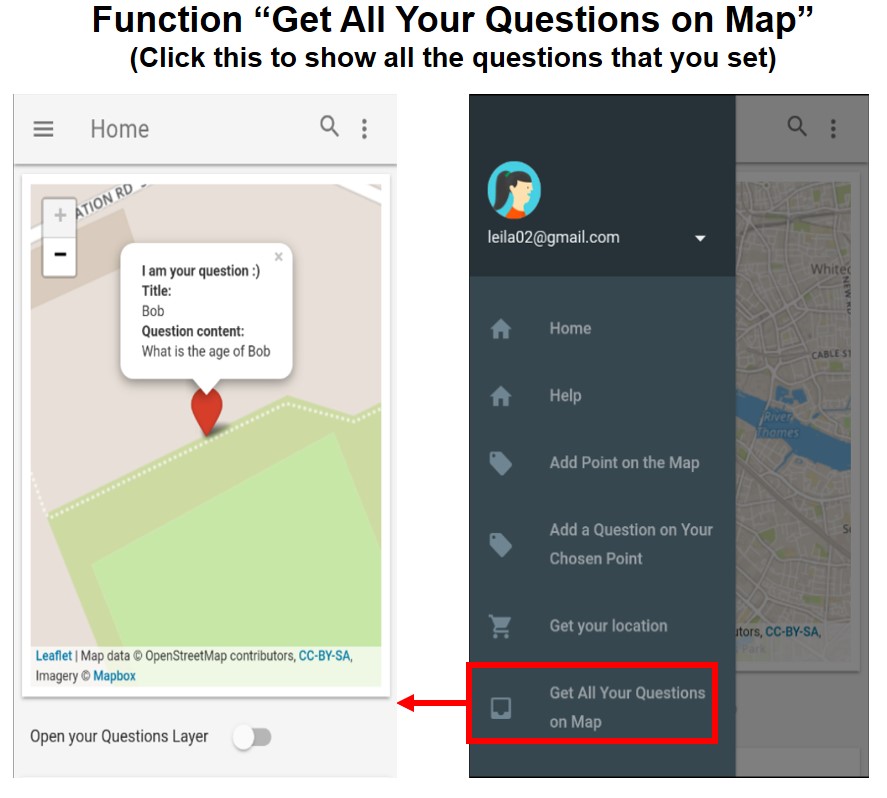 Function “Get All Your Questions on Map”
(Click this to show all the questions that you set)
Home
ATION RD
+
−
×
I am your question :)
Title:
Bob
Question content:
What is the age of Bob
Leaflet | Map data © OpenStreetMap contributors, CC-BY-SA,
Imagery © Mapbox
Open your Questions Layer
leila02@gmail.com
Home
Help
Add Point on the Map
Add a Question on Your
Chosen Point
Get your location
Get All Your Questions
on Map
Whitec
CABLE ST
River
Thames
utors, CC-BY-SA,
Park